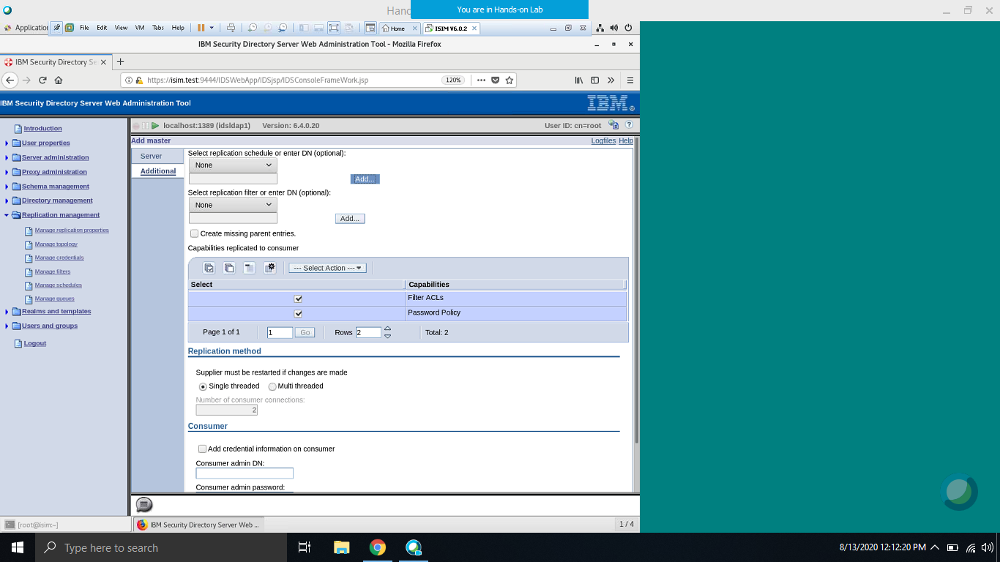 Hand
You are in Hands-on Lab
Application File Edit View VM Tabs Help Home ISIM V6.0.2
IBM Security Directory Server Web Administration Tool - Mozilla Firefox
IBM Security Directory Se
https://isim.test:9444/IDSWebApp/IDSjsp/IDSConsoleFrameWork.jsp 120%
IBM Security Directory Server Web Administration Tool IBM
localhost:1389 (idsldap1) Version: 6.4.0.20 User ID: cn=root
Introduction
User properties
Server administration
Proxy administration
Schema management
Directory management
Replication management
Manage replication properties
Manage topology
Manage credentials
Manage filters
Manage schedules
Manage queues
Realms and templates
Users and groups
Logout
Add master Logfiles Help
Server
Additional
Select replication schedule or enter DN (optional):
None
Add...
Select replication filter or enter DN (optional):
None
Add...
Create missing parent entries.
Capabilities replicated to consumer
--- Select Action ---
Select Capabilities
Filter ACLs
Password Policy
Page 1 of 1 1 Go Rows 2 Total: 2
Replication method
Supplier must be restarted if changes are made
Single threaded Multi threaded
Number of consumer connections:
2
Consumer
Add credential information on consumer
Consumer admin DN:
Consumer admin password:
[root@isim:~] IBM Security Directory Server Web ... 1 / 4
Type here to search 8/13/2020 12:12:20 PM